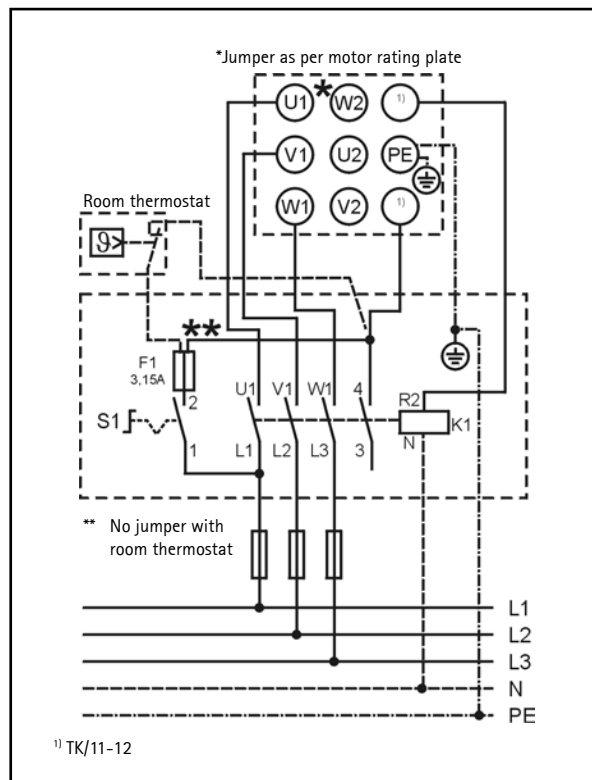 *Jumper as per motor rating plate
U1 * W2 1)
V1 U2 PE
W1 V2 1)
Room thermostat
ϑ
**
F1
3,15A
2 U1 V1 W1 4
R2
S1 K1
1 L1 L2 L3 3 N
** No jumper with
room thermostat
L1
L2
L3
N
PE
1) TK/11-12